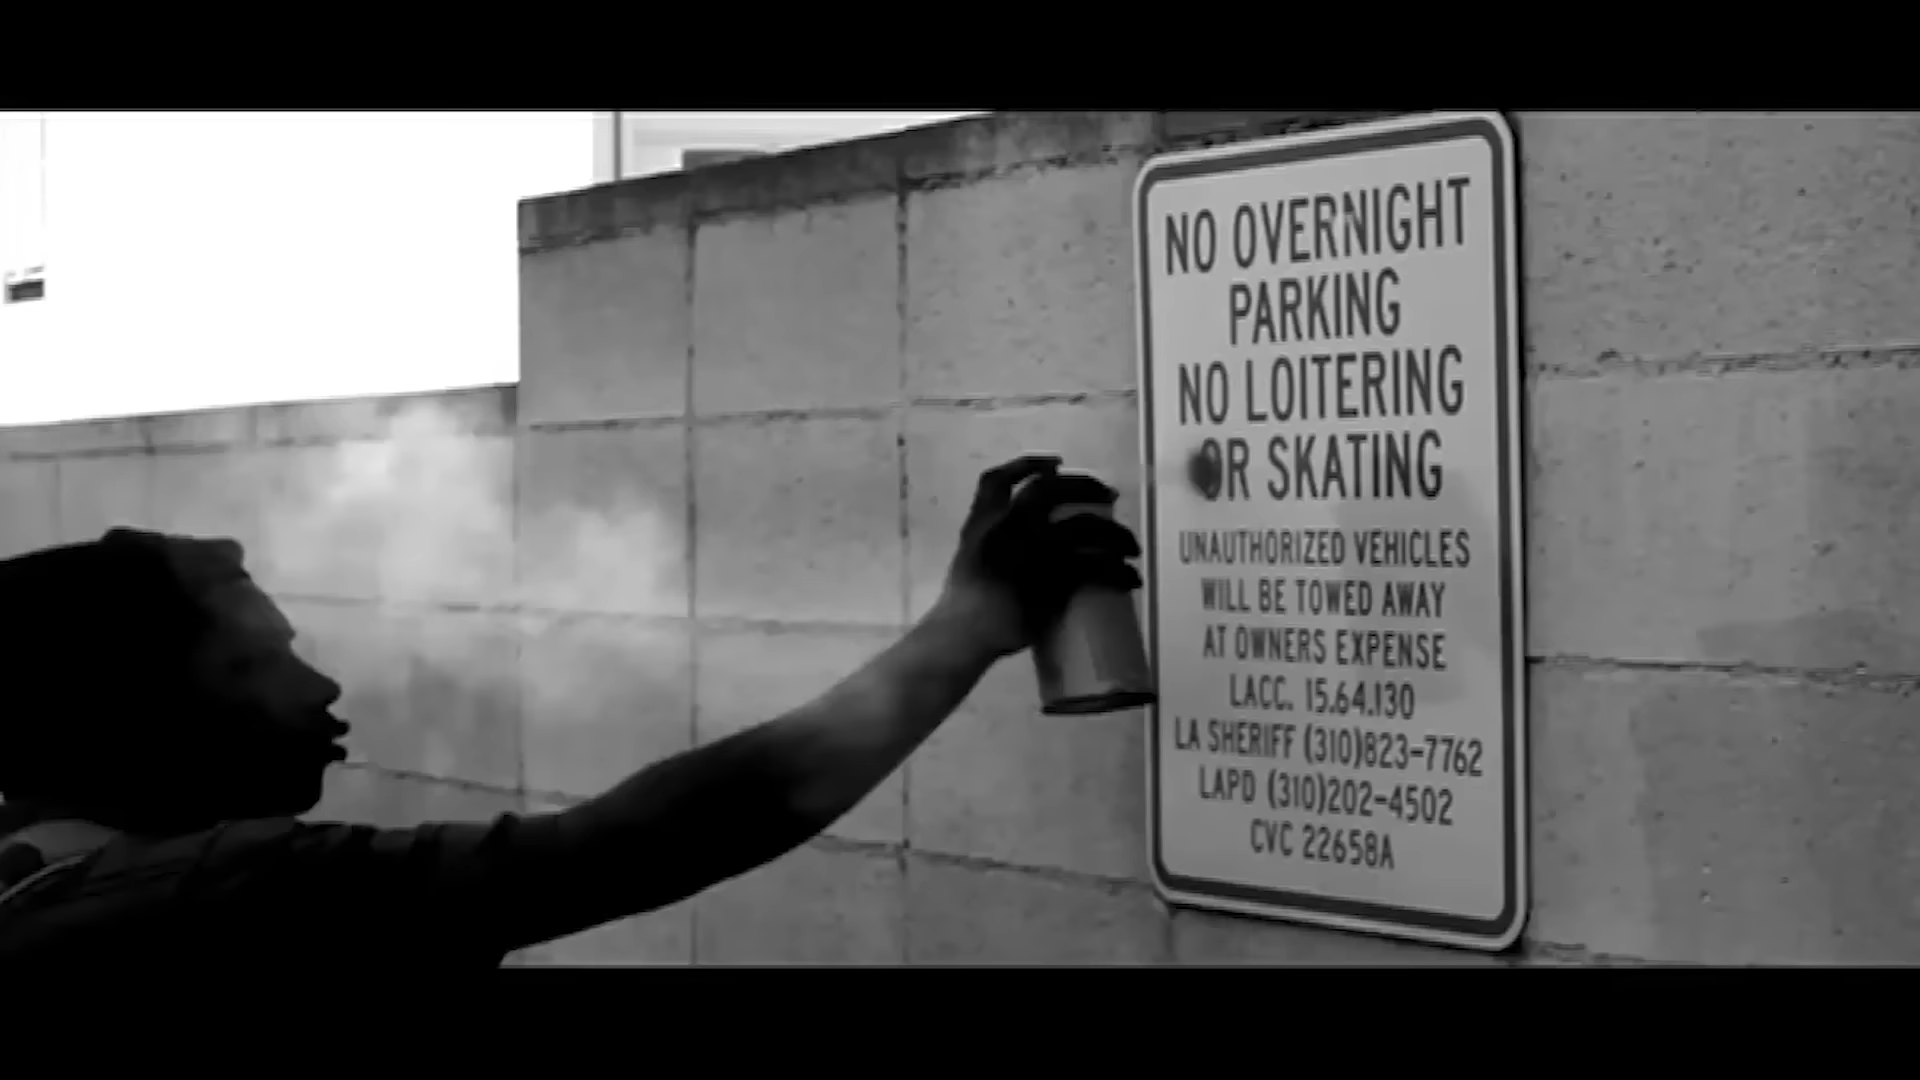 NO OVERNIGHT
PARKING
NO LOITERING
OR SKATING
UNAUTHORIZED VEHICLES
WILL BE TOWED AWAY
AT OWNERS EXPENSE
LACC. 15.64.130
LA SHERIFF (310)823-7762
LAPD (310)202-4502
CVC 22658A